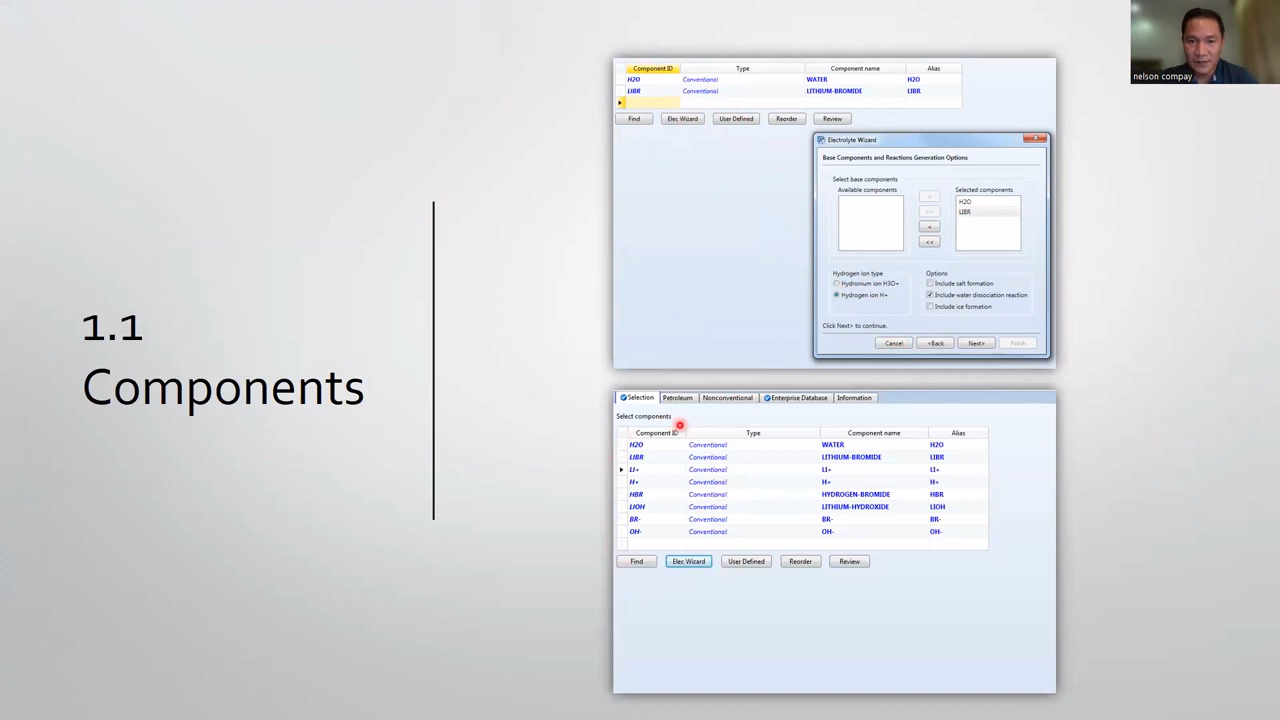 nelson compay
1.1
Components
Component ID Type Component name Alias
H2O Conventional WATER H2O
LIBR Conventional LITHIUM-BROMIDE LIBR
Find Elec Wizard User Defined Reorder Review
Electrolyte Wizard
Base Components and Reactions Generation Options
Select base components
Available components Selected components
H2O
LIBR
>
>>
<
<<
Hydrogen ion type Options
Hydronium ion H3O+ Include salt formation
Hydrogen ion H+ Include water dissociation reaction
Include ice formation
Click Next> to continue.
Cancel <Back Next> Finish
Selection Petroleum Nonconventional Enterprise Database Information
Select components
Component ID Type Component name Alias
H2O Conventional WATER H2O
LIBR Conventional LITHIUM-BROMIDE LIBR
LI+ Conventional LI+ LI+
H+ Conventional H+ H+
HBR Conventional HYDROGEN-BROMIDE HBR
LIOH Conventional LITHIUM-HYDROXIDE LIOH
BR- Conventional BR- BR-
OH- Conventional OH- OH-
Find Elec Wizard User Defined Reorder Review